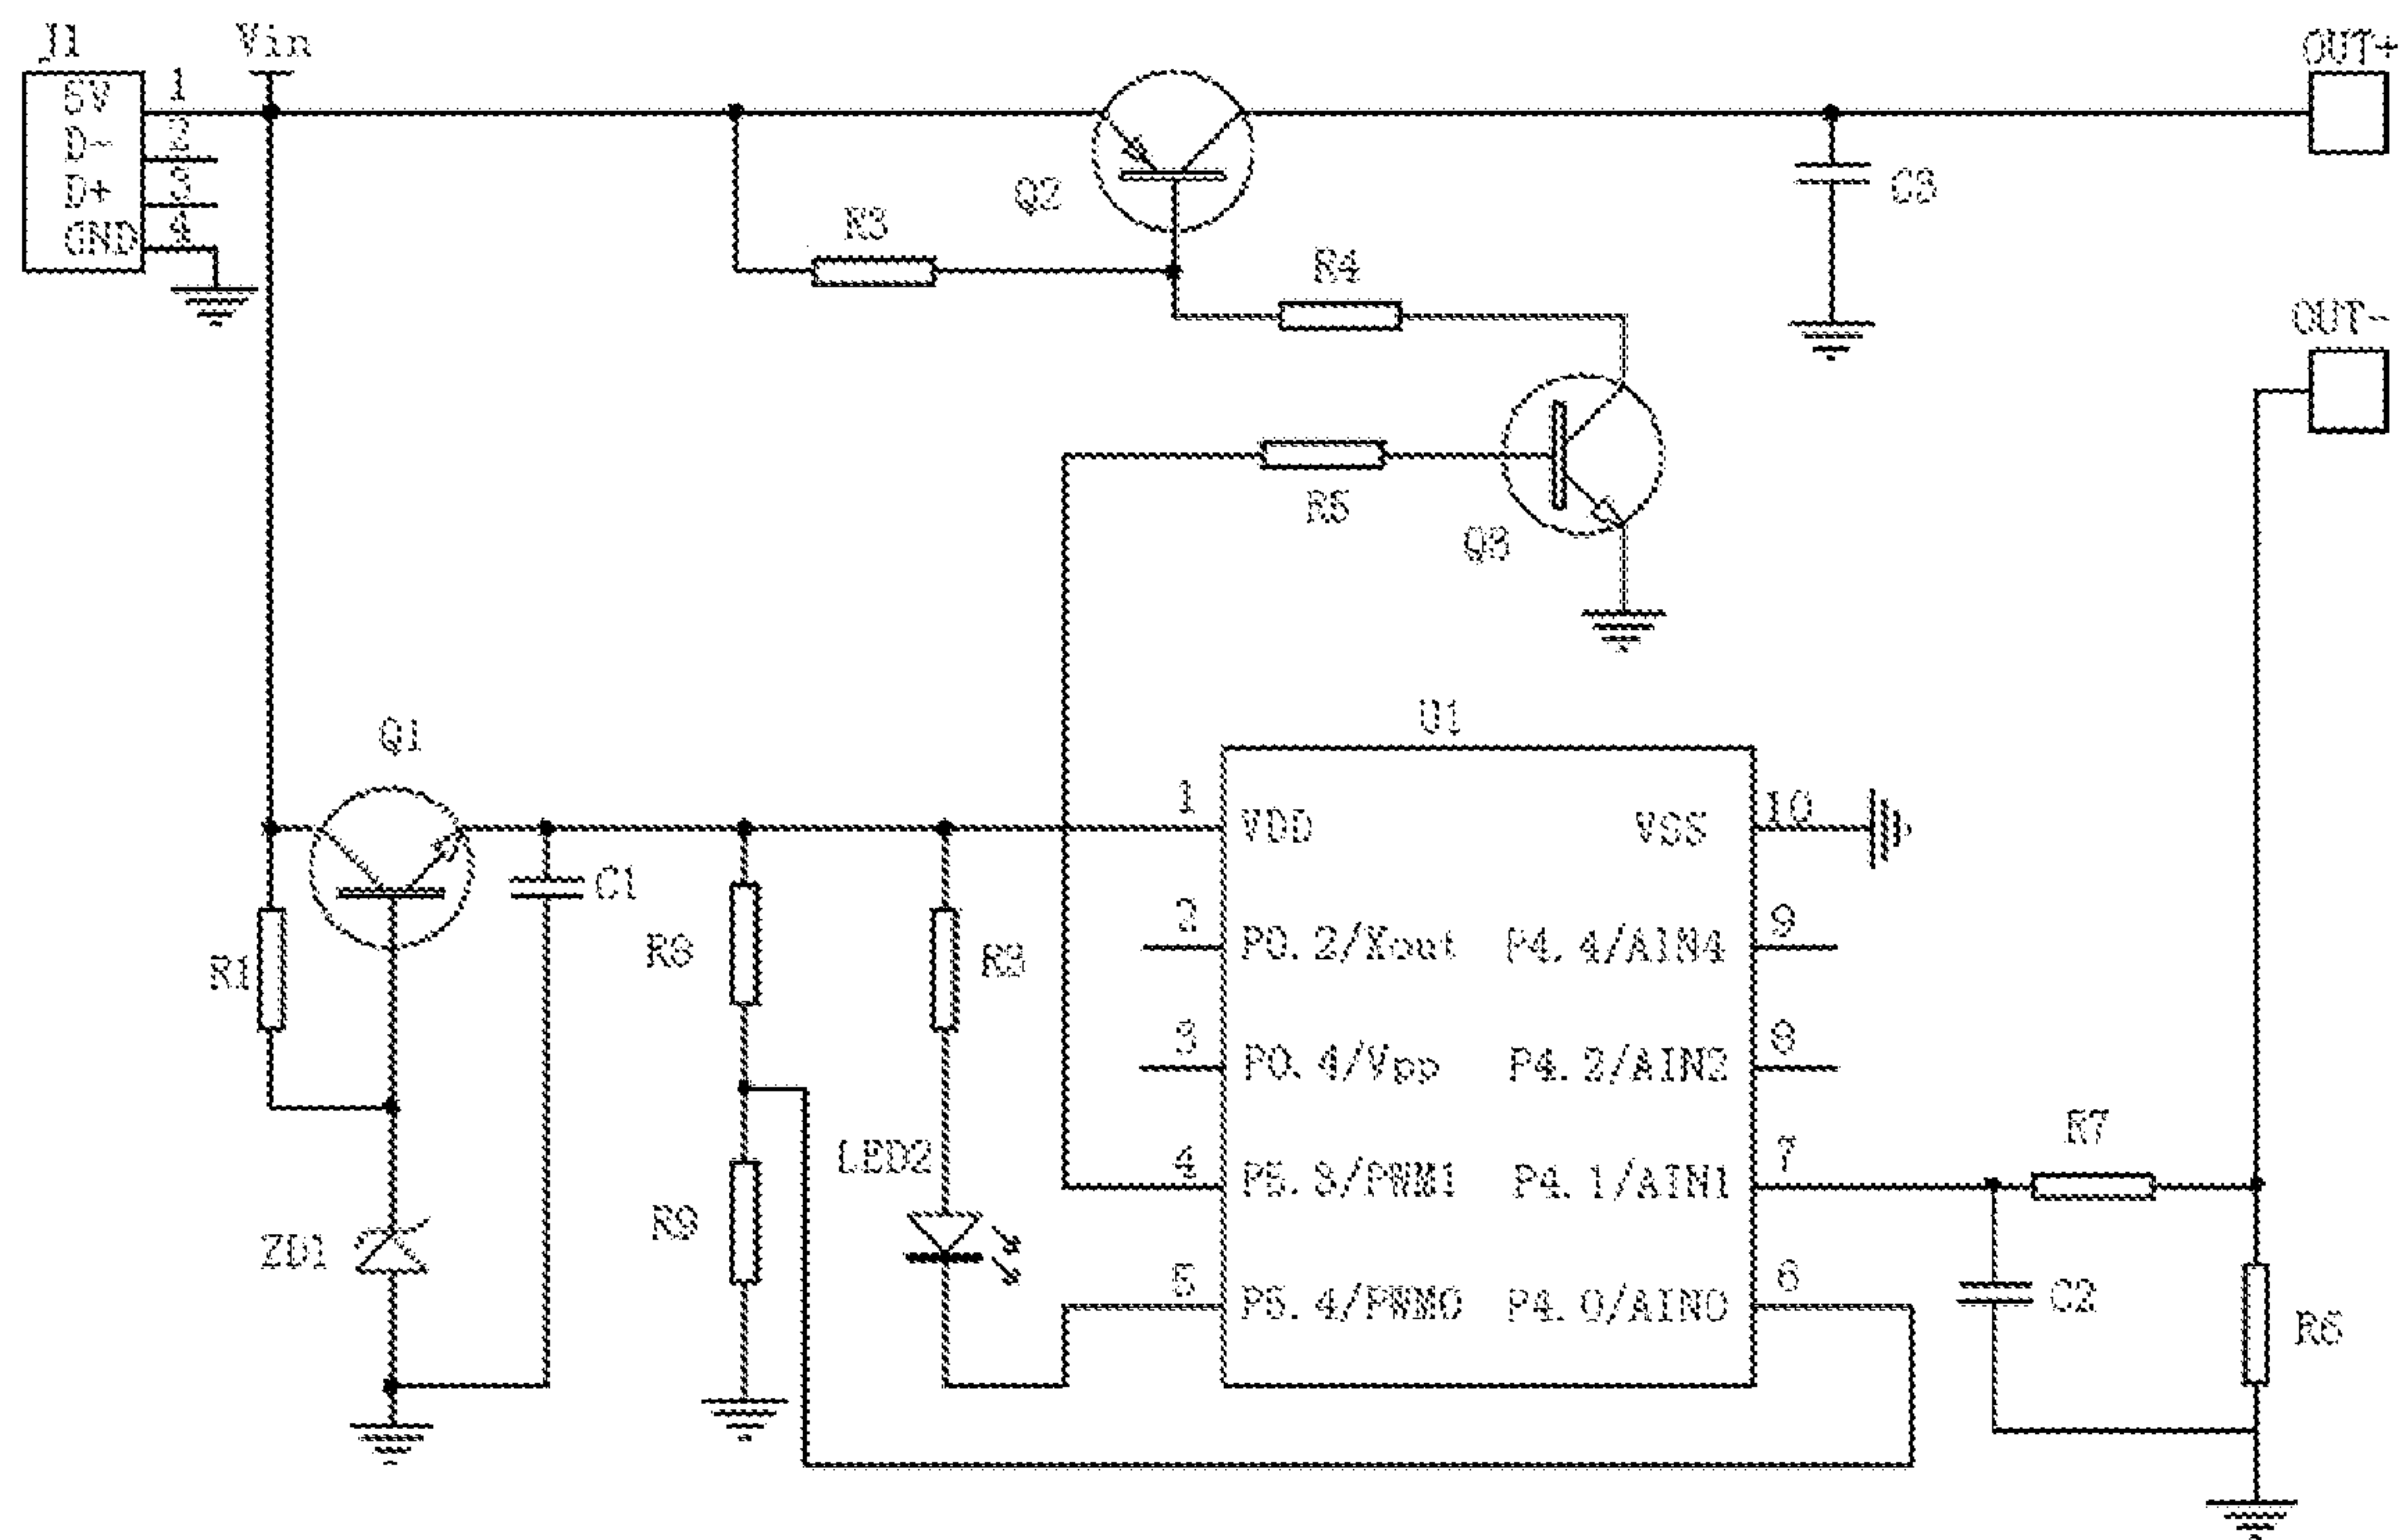 J1
Vin
5V 1
D- 2
D+ 3
GND 4
Q2
C3
OUT+
OUT-
R3
R4
R5
Q3
Q1
U1
R1
C1
R8
ZD1
R9
LED2
1 VDD
2 P0.2/Xout
3 P0.4/Vpp
4 P5.3/PWM1
5 P5.4/PWM0
VSS 10
P4.4/AIN4 9
P4.2/AIN2 8
P4.1/AIN1 7
P4.0/AIN0 6
R7
C2
R6